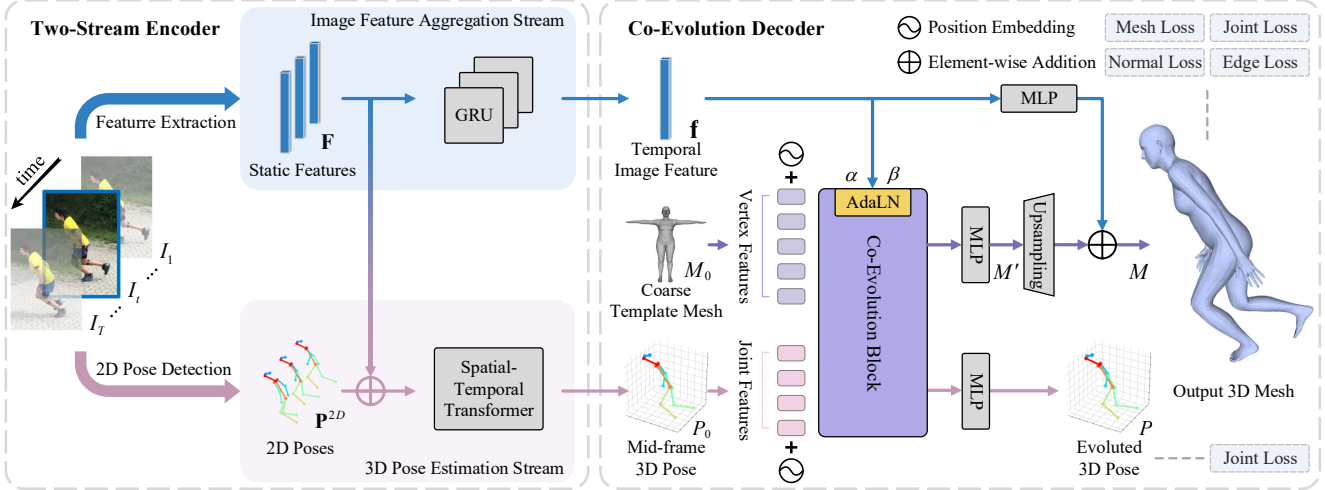 Two-Stream Encoder
Image Feature Aggregation Stream
Featurre Extraction
F
Static Features
GRU
time
I1
It
IT
2D Pose Detection
P2D
2D Poses
Spatial-
Temporal
Transformer
3D Pose Estimation Stream
Co-Evolution Decoder
Position Embedding
Element-wise Addition
Mesh Loss
Joint Loss
Normal Loss
Edge Loss
f
Temporal
Image Feature
MLP
α
β
AdaLN
Co-Evolution Block
+
Vertex Features
M0
Coarse
Template Mesh
MLP
M′
Upsampling
M
Output 3D Mesh
P0
Mid-frame
3D Pose
Joint Features
+
MLP
P
Evoluted
3D Pose
Joint Loss